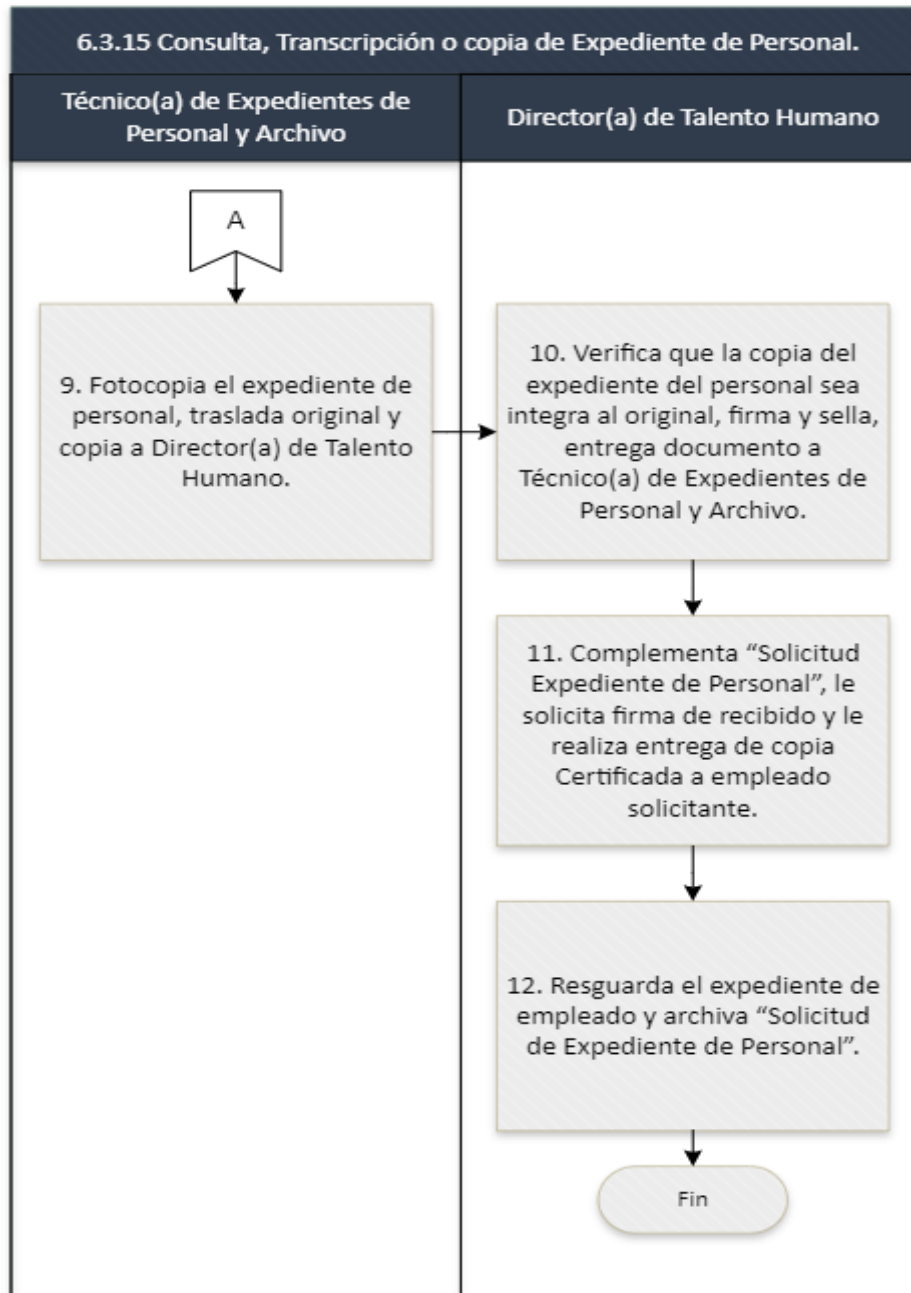 6.3.15 Consulta, Transcripción o copia de Expediente de Personal.
Técnico(a) de Expedientes de
Personal y Archivo
Director(a) de Talento Humano
A
9. Fotocopia el expediente de
personal, traslada original y
copia a Director(a) de Talento
Humano.
10. Verifica que la copia del
expediente del personal sea
integra al original, firma y sella,
entrega documento a
Técnico(a) de Expedientes de
Personal y Archivo.
11. Complementa “Solicitud
Expediente de Personal”, le
solicita firma de recibido y le
realiza entrega de copia
Certificada a empleado
solicitante.
12. Resguarda el expediente de
empleado y archiva “Solicitud
de Expediente de Personal”.
Fin